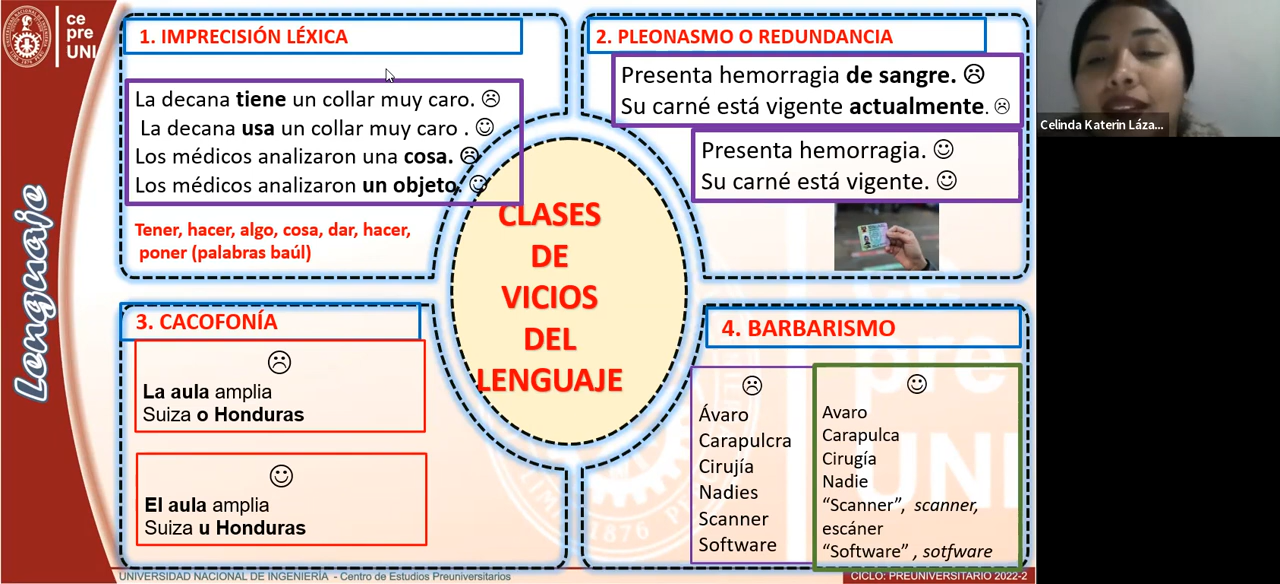 ce
pre
UNI
Lenguaje
1. IMPRECISIÓN LÉXICA
La decana tiene un collar muy caro. ☹
La decana usa un collar muy caro . ☺
Los médicos analizaron una cosa. ☹
Los médicos analizaron un objeto. ☺
Tener, hacer, algo, cosa, dar, hacer,
poner (palabras baúl)
2. PLEONASMO O REDUNDANCIA
Presenta hemorragia de sangre. ☹
Su carné está vigente actualmente. ☹
Presenta hemorragia. ☺
Su carné está vigente. ☺
CLASES
DE
VICIOS
DEL
LENGUAJE
3. CACOFONÍA
☹
La aula amplia
Suiza o Honduras
☺
El aula amplia
Suiza u Honduras
4. BARBARISMO
☹
Ávaro
Carapulcra
Cirujía
Nadies
Scanner
Software
☺
Avaro
Carapulca
Cirugía
Nadie
“Scanner”, scanner,
escáner
“Software” , sotfware
UNIVERSIDAD NACIONAL DE INGENIERÍA - Centro de Estudios Preuniversitarios
CICLO: PREUNIVERSITARIO 2022-2
Celinda Katerin Láza...